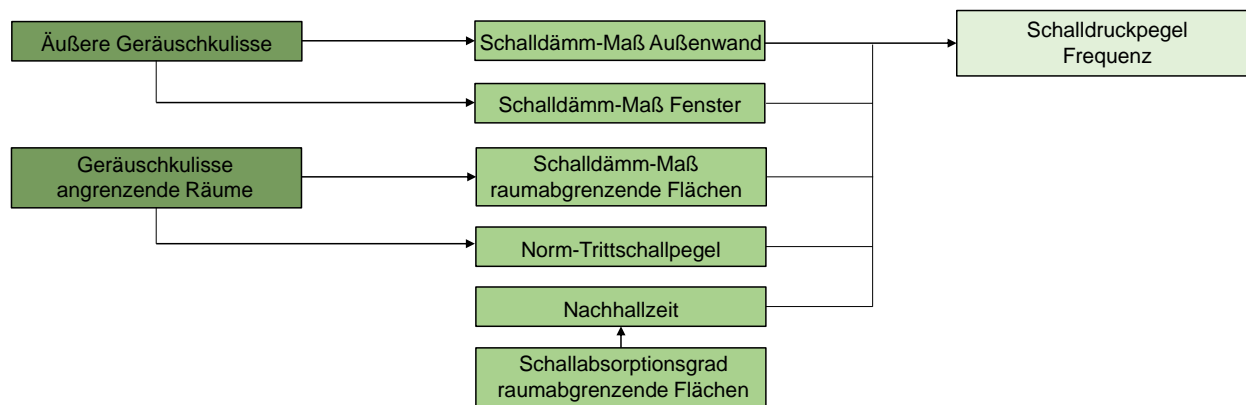 Äußere Geräuschkulisse
Schalldämm-Maß Außenwand
Schalldruckpegel
Frequenz
Schalldämm-Maß Fenster
Geräuschkulisse
angrenzende Räume
Schalldämm-Maß
raumabgrenzende Flächen
Norm-Trittschallpegel
Nachhallzeit
Schallabsorptionsgrad
raumabgrenzende Flächen